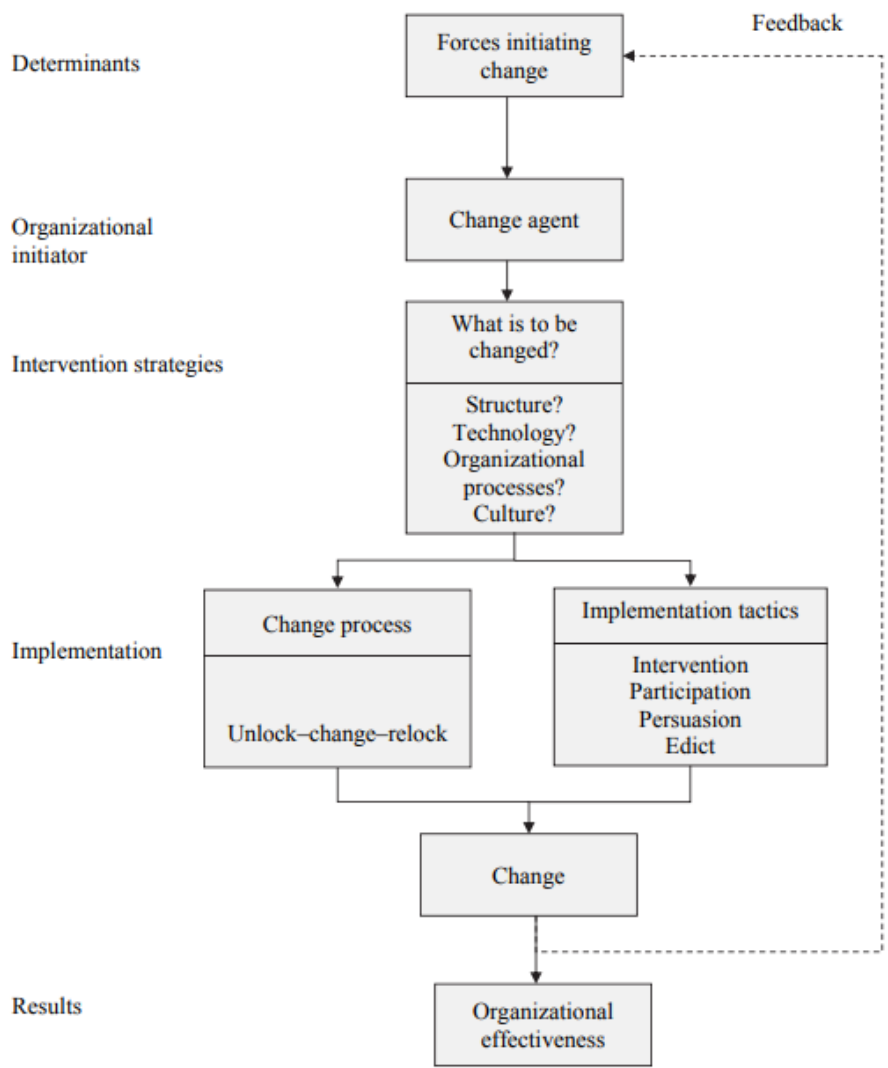 Feedback
Determinants
Forces initiating
change
Organizational
initiator
Change agent
Intervention strategies
What is to be
changed?
Structure?
Technology?
Organizational
processes?
Culture?
Implementation
Change process
Unlock–change–relock
Implementation tactics
Intervention
Participation
Persuasion
Edict
Change
Results
Organizational
effectiveness